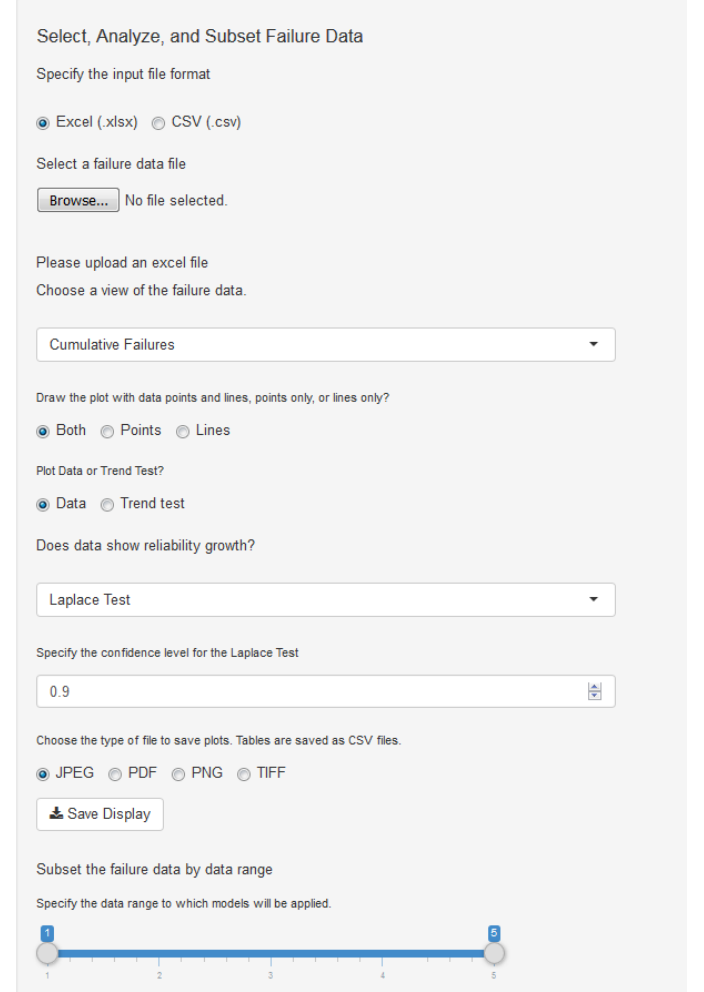 Select, Analyze, and Subset Failure Data
Specify the input file format
Excel (.xlsx) CSV (.csv)
Select a failure data file
Browse... No file selected.
Please upload an excel file
Choose a view of the failure data.
Cumulative Failures
Draw the plot with data points and lines, points only, or lines only?
Both Points Lines
Plot Data or Trend Test?
Data Trend test
Does data show reliability growth?
Laplace Test
Specify the confidence level for the Laplace Test
0.9
Choose the type of file to save plots. Tables are saved as CSV files.
JPEG PDF PNG TIFF
Save Display
Subset the failure data by data range
Specify the data range to which models will be applied.
1 5
1 2 3 4 5